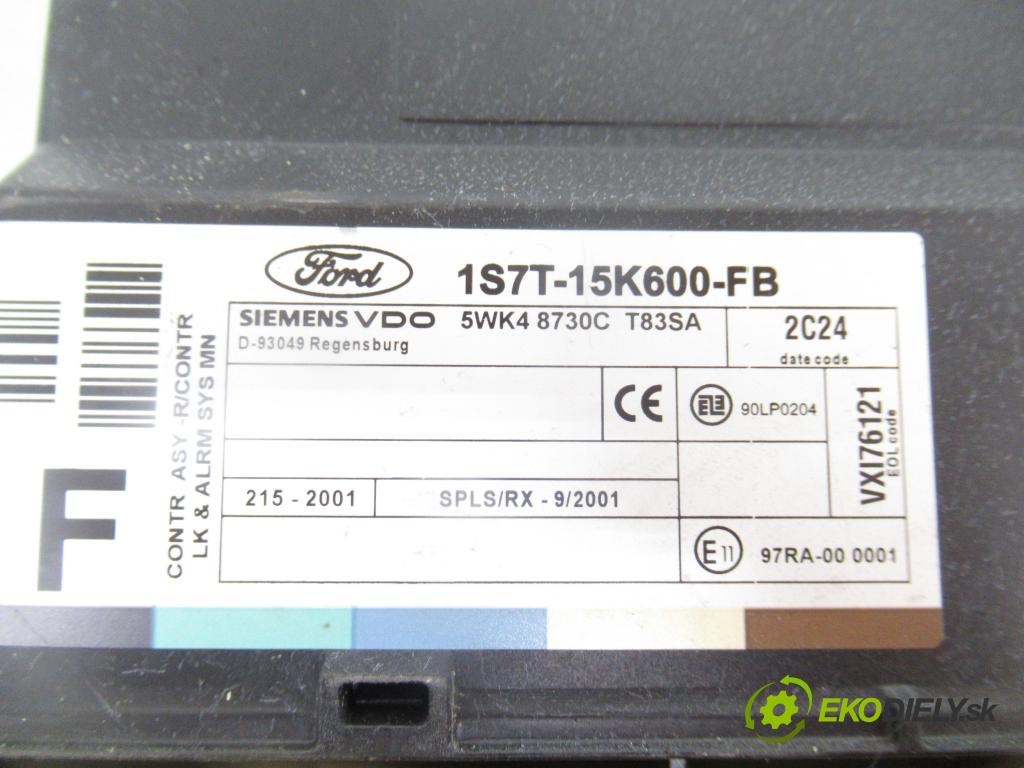 Ford
1S7T-15K600-FB
SIEMENS VDO 5WK4 8730C T83SA
D-93049 Regensburg
2C24
date code
CE
90LP0204
VXI76121
EOL code
215 - 2001
SPLS/RX - 9/2001
E11
97RA-00 0001
CONTR ASY -R/CONTR
LK & ALRM SYS MN
F
EKODIELY.sk